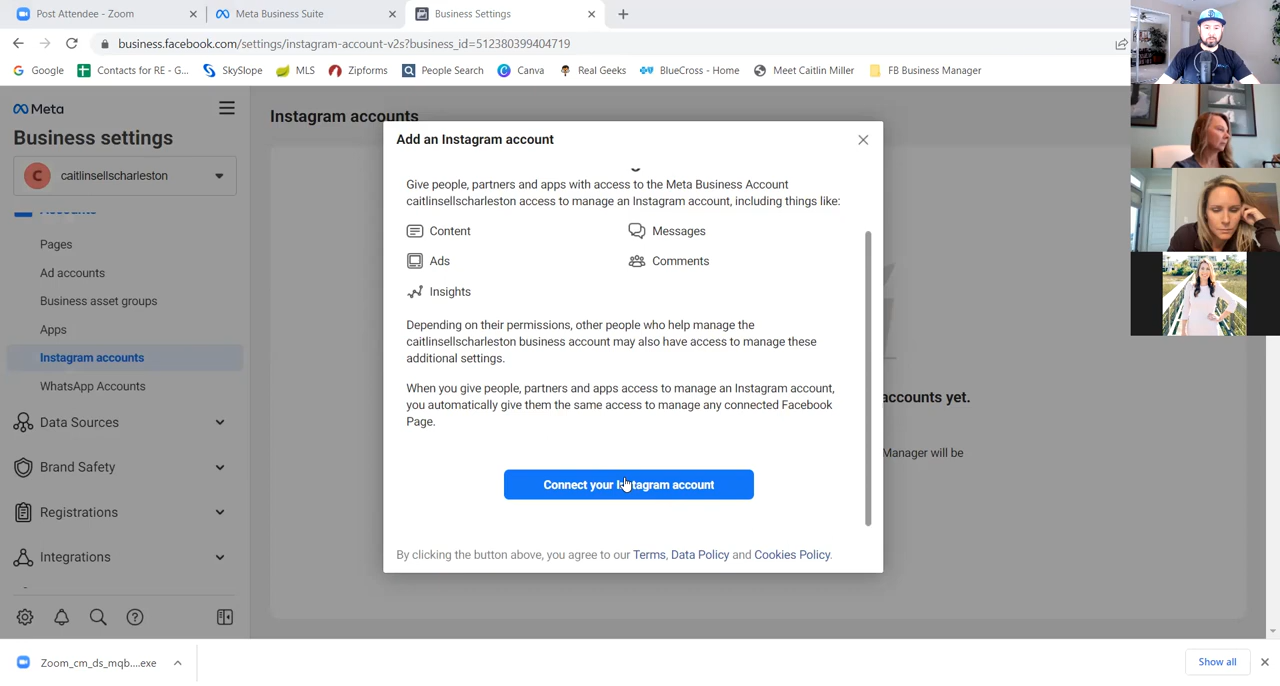 Post Attendee - Zoom
Meta Business Suite
Business Settings
business.facebook.com/settings/instagram-account-v2s?business_id=512380399404719
Google
Contacts for RE - G...
SkySlope
MLS
Zipforms
People Search
Canva
Real Geeks
BlueCross - Home
Meet Caitlin Miller
FB Business Manager
Meta
Business settings
C
caitlinsellscharleston
Accounts
Pages
Ad accounts
Business asset groups
Apps
Instagram accounts
WhatsApp Accounts
Data Sources
Brand Safety
Registrations
Integrations
Instagram accounts
Add an Instagram account
Give people, partners and apps with access to the Meta Business Account
caitlinsellscharleston access to manage an Instagram account, including things like:
Content
Messages
Ads
Comments
Insights
Depending on their permissions, other people who help manage the
caitlinsellscharleston business account may also have access to manage these
additional settings.
When you give people, partners and apps access to manage an Instagram account,
you automatically give them the same access to manage any connected Facebook
Page.
Connect your Instagram account
By clicking the button above, you agree to our Terms, Data Policy and Cookies Policy.
accounts yet.
Manager will be
Zoom_cm_ds_mqb....exe
Show all